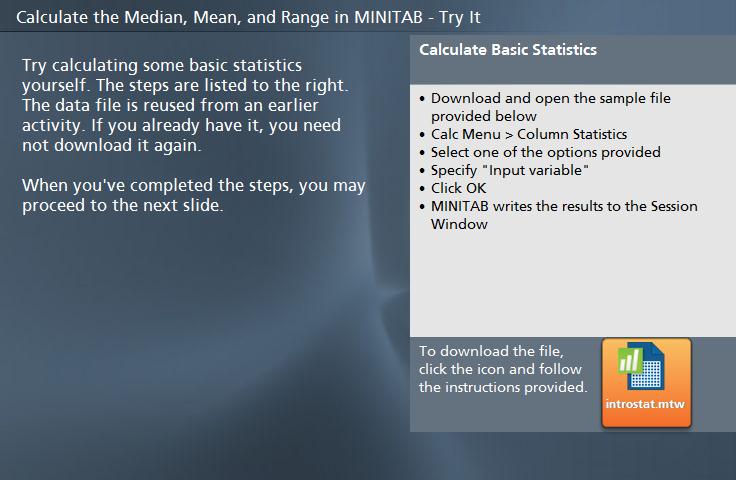 Calculate the Median, Mean, and Range in MINITAB - Try It
Try calculating some basic statistics
yourself. The steps are listed to the right.
The data file is reused from an earlier
activity. If you already have it, you need
not download it again.
When you've completed the steps, you may
proceed to the next slide.
Calculate Basic Statistics
• Download and open the sample file
provided below
• Calc Menu > Column Statistics
• Select one of the options provided
• Specify "Input variable"
• Click OK
• MINITAB writes the results to the Session
Window
To download the file,
click the icon and follow
the instructions provided.
introstat.mtw